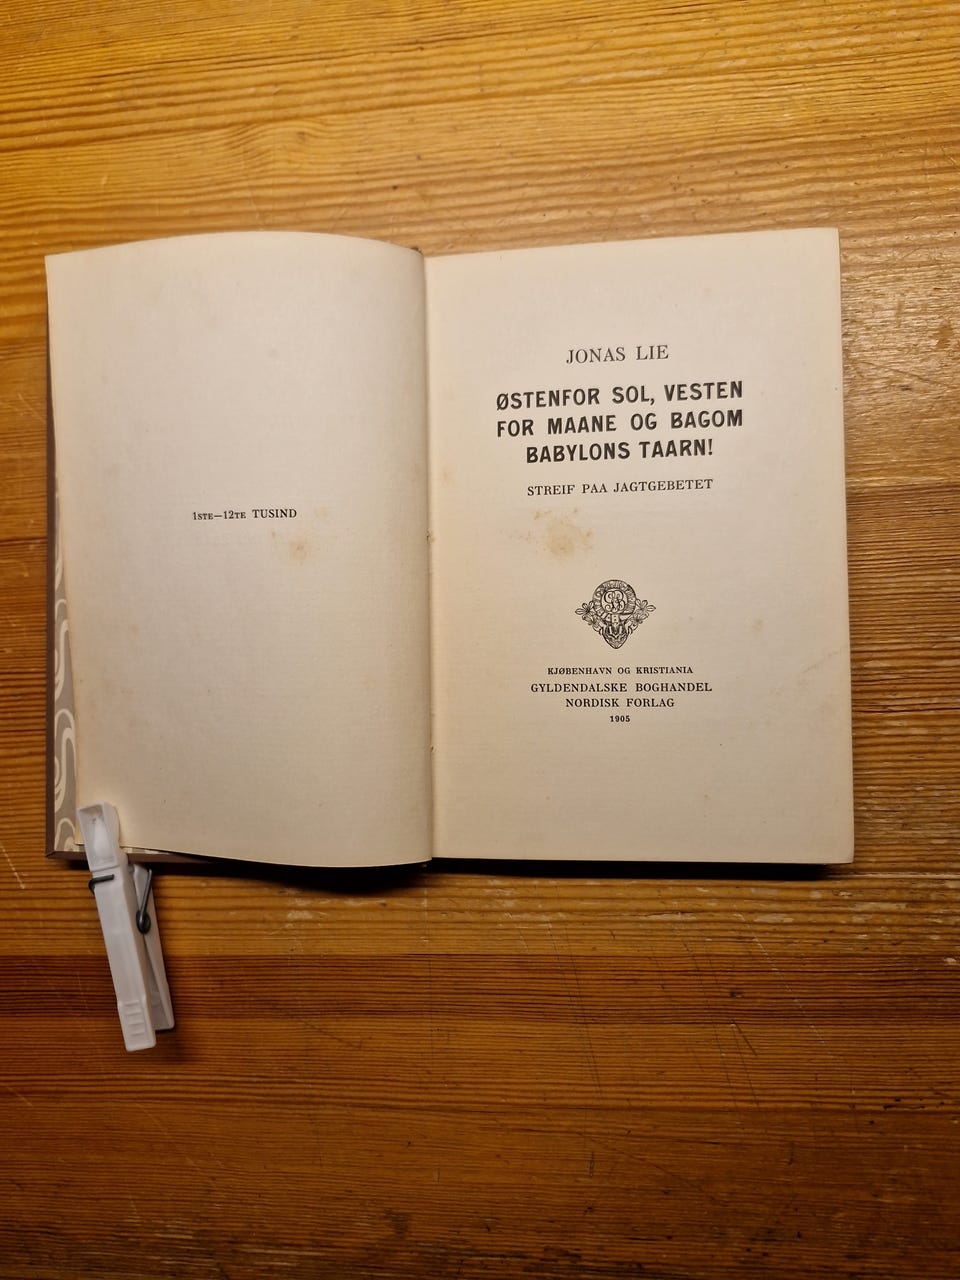 1STE—12TE TUSIND
JONAS LIE
ØSTENFOR SOL, VESTEN
FOR MAANE OG BAGOM
BABYLONS TAARN!
STREIF PAA JAGTGEBETET
KJØBENHAVN OG KRISTIANIA
GYLDENDALSKE BOGHANDEL
NORDISK FORLAG
1905